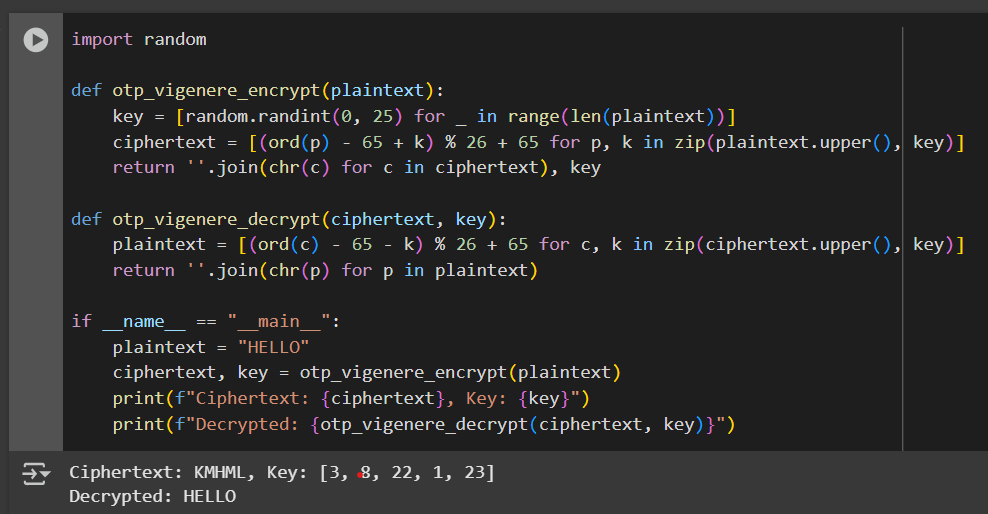 import random

def otp_vigenere_encrypt(plaintext):
    key = [random.randint(0, 25) for _ in range(len(plaintext))]
    ciphertext = [(ord(p) - 65 + k) % 26 + 65 for p, k in zip(plaintext.upper(), key)]
    return ''.join(chr(c) for c in ciphertext), key

def otp_vigenere_decrypt(ciphertext, key):
    plaintext = [(ord(c) - 65 - k) % 26 + 65 for c, k in zip(ciphertext.upper(), key)]
    return ''.join(chr(p) for p in plaintext)

if __name__ == "__main__":
    plaintext = "HELLO"
    ciphertext, key = otp_vigenere_encrypt(plaintext)
    print(f"Ciphertext: {ciphertext}, Key: {key}")
    print(f"Decrypted: {otp_vigenere_decrypt(ciphertext, key)}")

Ciphertext: KMHML, Key: [3, 8, 22, 1, 23]
Decrypted: HELLO